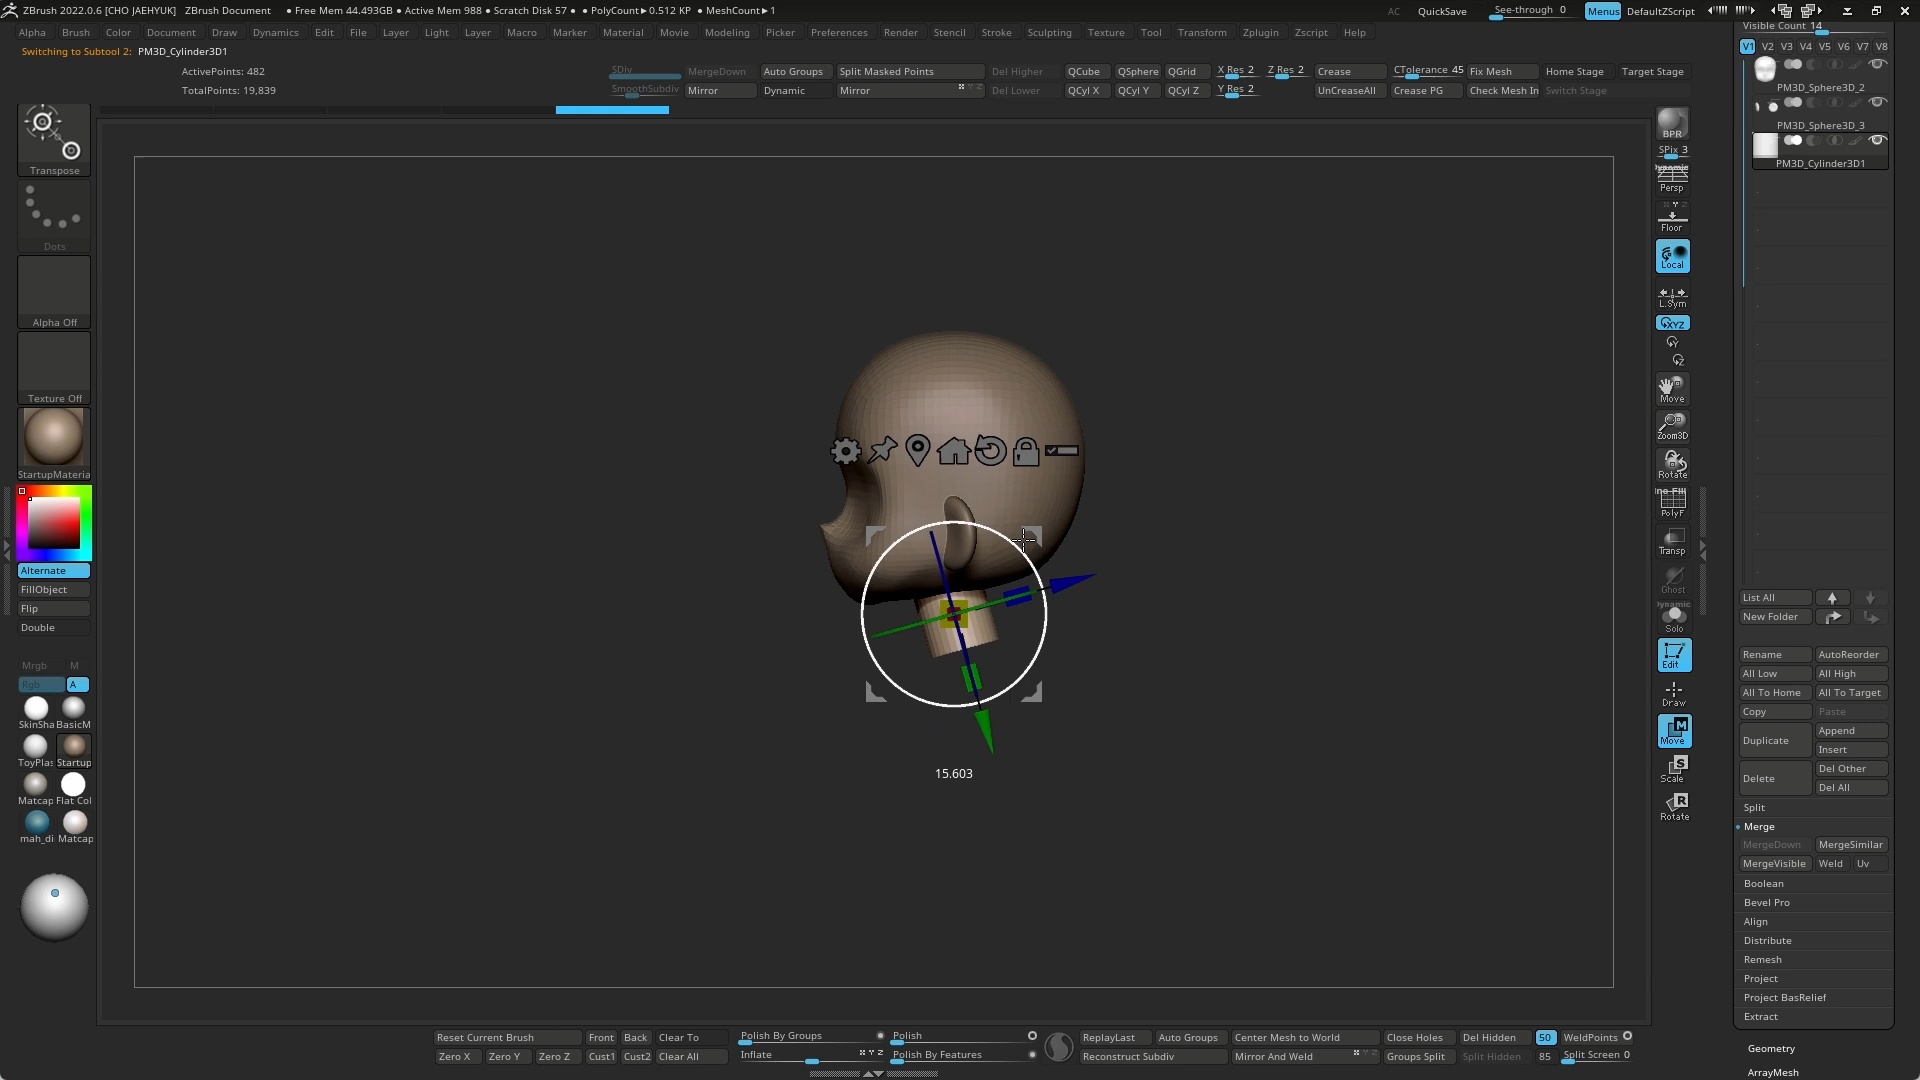 ZBrush 2022.0.6 [CHO JAEHYUK] ZBrush Document • Free Mem 44.493GB • Active Mem 988 • Scratch Disk 57 • • PolyCount▸0.512 KP • MeshCount▸1 AC QuickSave See-through 0 Menus DefaultZScript
Alpha Brush Color Document Draw Dynamics Edit File Layer Light Layer Macro Marker Material Movie Modeling Picker Preferences Render Stencil Stroke Sculpting Texture Tool Transform Zplugin Zscript Help
Switching to Subtool 2: PM3D_Cylinder3D1
ActivePoints: 482
TotalPoints: 19,839
SDiv MergeDown Auto Groups Split Masked Points Del Higher QCube QSphere QGrid X Res 2 Z Res 2 Crease CTolerance 45 Fix Mesh Home Stage Target Stage
SmoothSubdiv Mirror Dynamic Mirror Del Lower QCyl X QCyl Y QCyl Z Y Res 2 UnCreaseAll Crease PG Check Mesh In Switch Stage
Transpose
Dots
Alpha Off
Texture Off
StartupMateria
Alternate
FillObject
Flip
Double
Mrgb M
Rgb A
SkinSha BasicM
ToyPlas Startup
Matcap Flat Col
mah_di Matcap
15.603
BPR
SPix 3
Dynamic
Persp
Floor
Local
L.Sym
XYZ
Move
Zoom3D
Rotate
PolyF
Transp
Ghost
Dynamic
Solo
Edit
Draw
Move
Scale
Rotate
Visible Count 14
V1 V2 V3 V4 V5 V6 V7 V8
PM3D_Sphere3D_2
PM3D_Sphere3D_3
PM3D_Cylinder3D1
List All
New Folder
Rename AutoReorder
All Low All High
All To Home All To Target
Copy Paste
Duplicate Append
Insert
Delete Del Other
Del All
Split
Merge
MergeDown MergeSimilar
MergeVisible Weld Uv
Boolean
Bevel Pro
Align
Distribute
Remesh
Project
Project BasRelief
Extract
Geometry
ArrayMesh
Reset Current Brush Front Back Clear To Polish By Groups Polish ReplayLast Auto Groups Center Mesh to World Close Holes Del Hidden 50 WeldPoints
Zero X Zero Y Zero Z Cust1 Cust2 Clear All Inflate Polish By Features Reconstruct Subdiv Mirror And Weld Groups Split Split Hidden 85 Split Screen 0